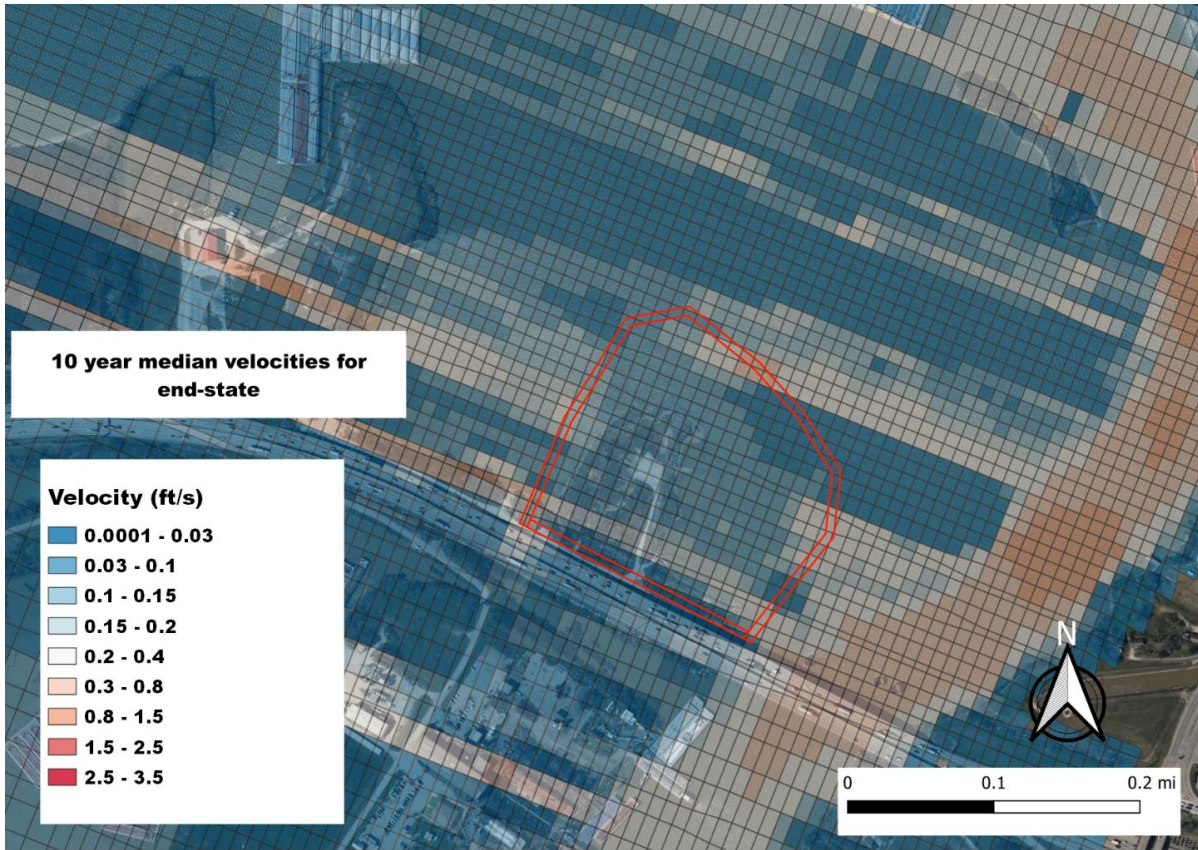 10 year median velocities for
end-state
Velocity (ft/s)
0.0001 - 0.03
0.03 - 0.1
0.1 - 0.15
0.15 - 0.2
0.2 - 0.4
0.3 - 0.8
0.8 - 1.5
1.5 - 2.5
2.5 - 3.5
N
0 0.1 0.2 mi